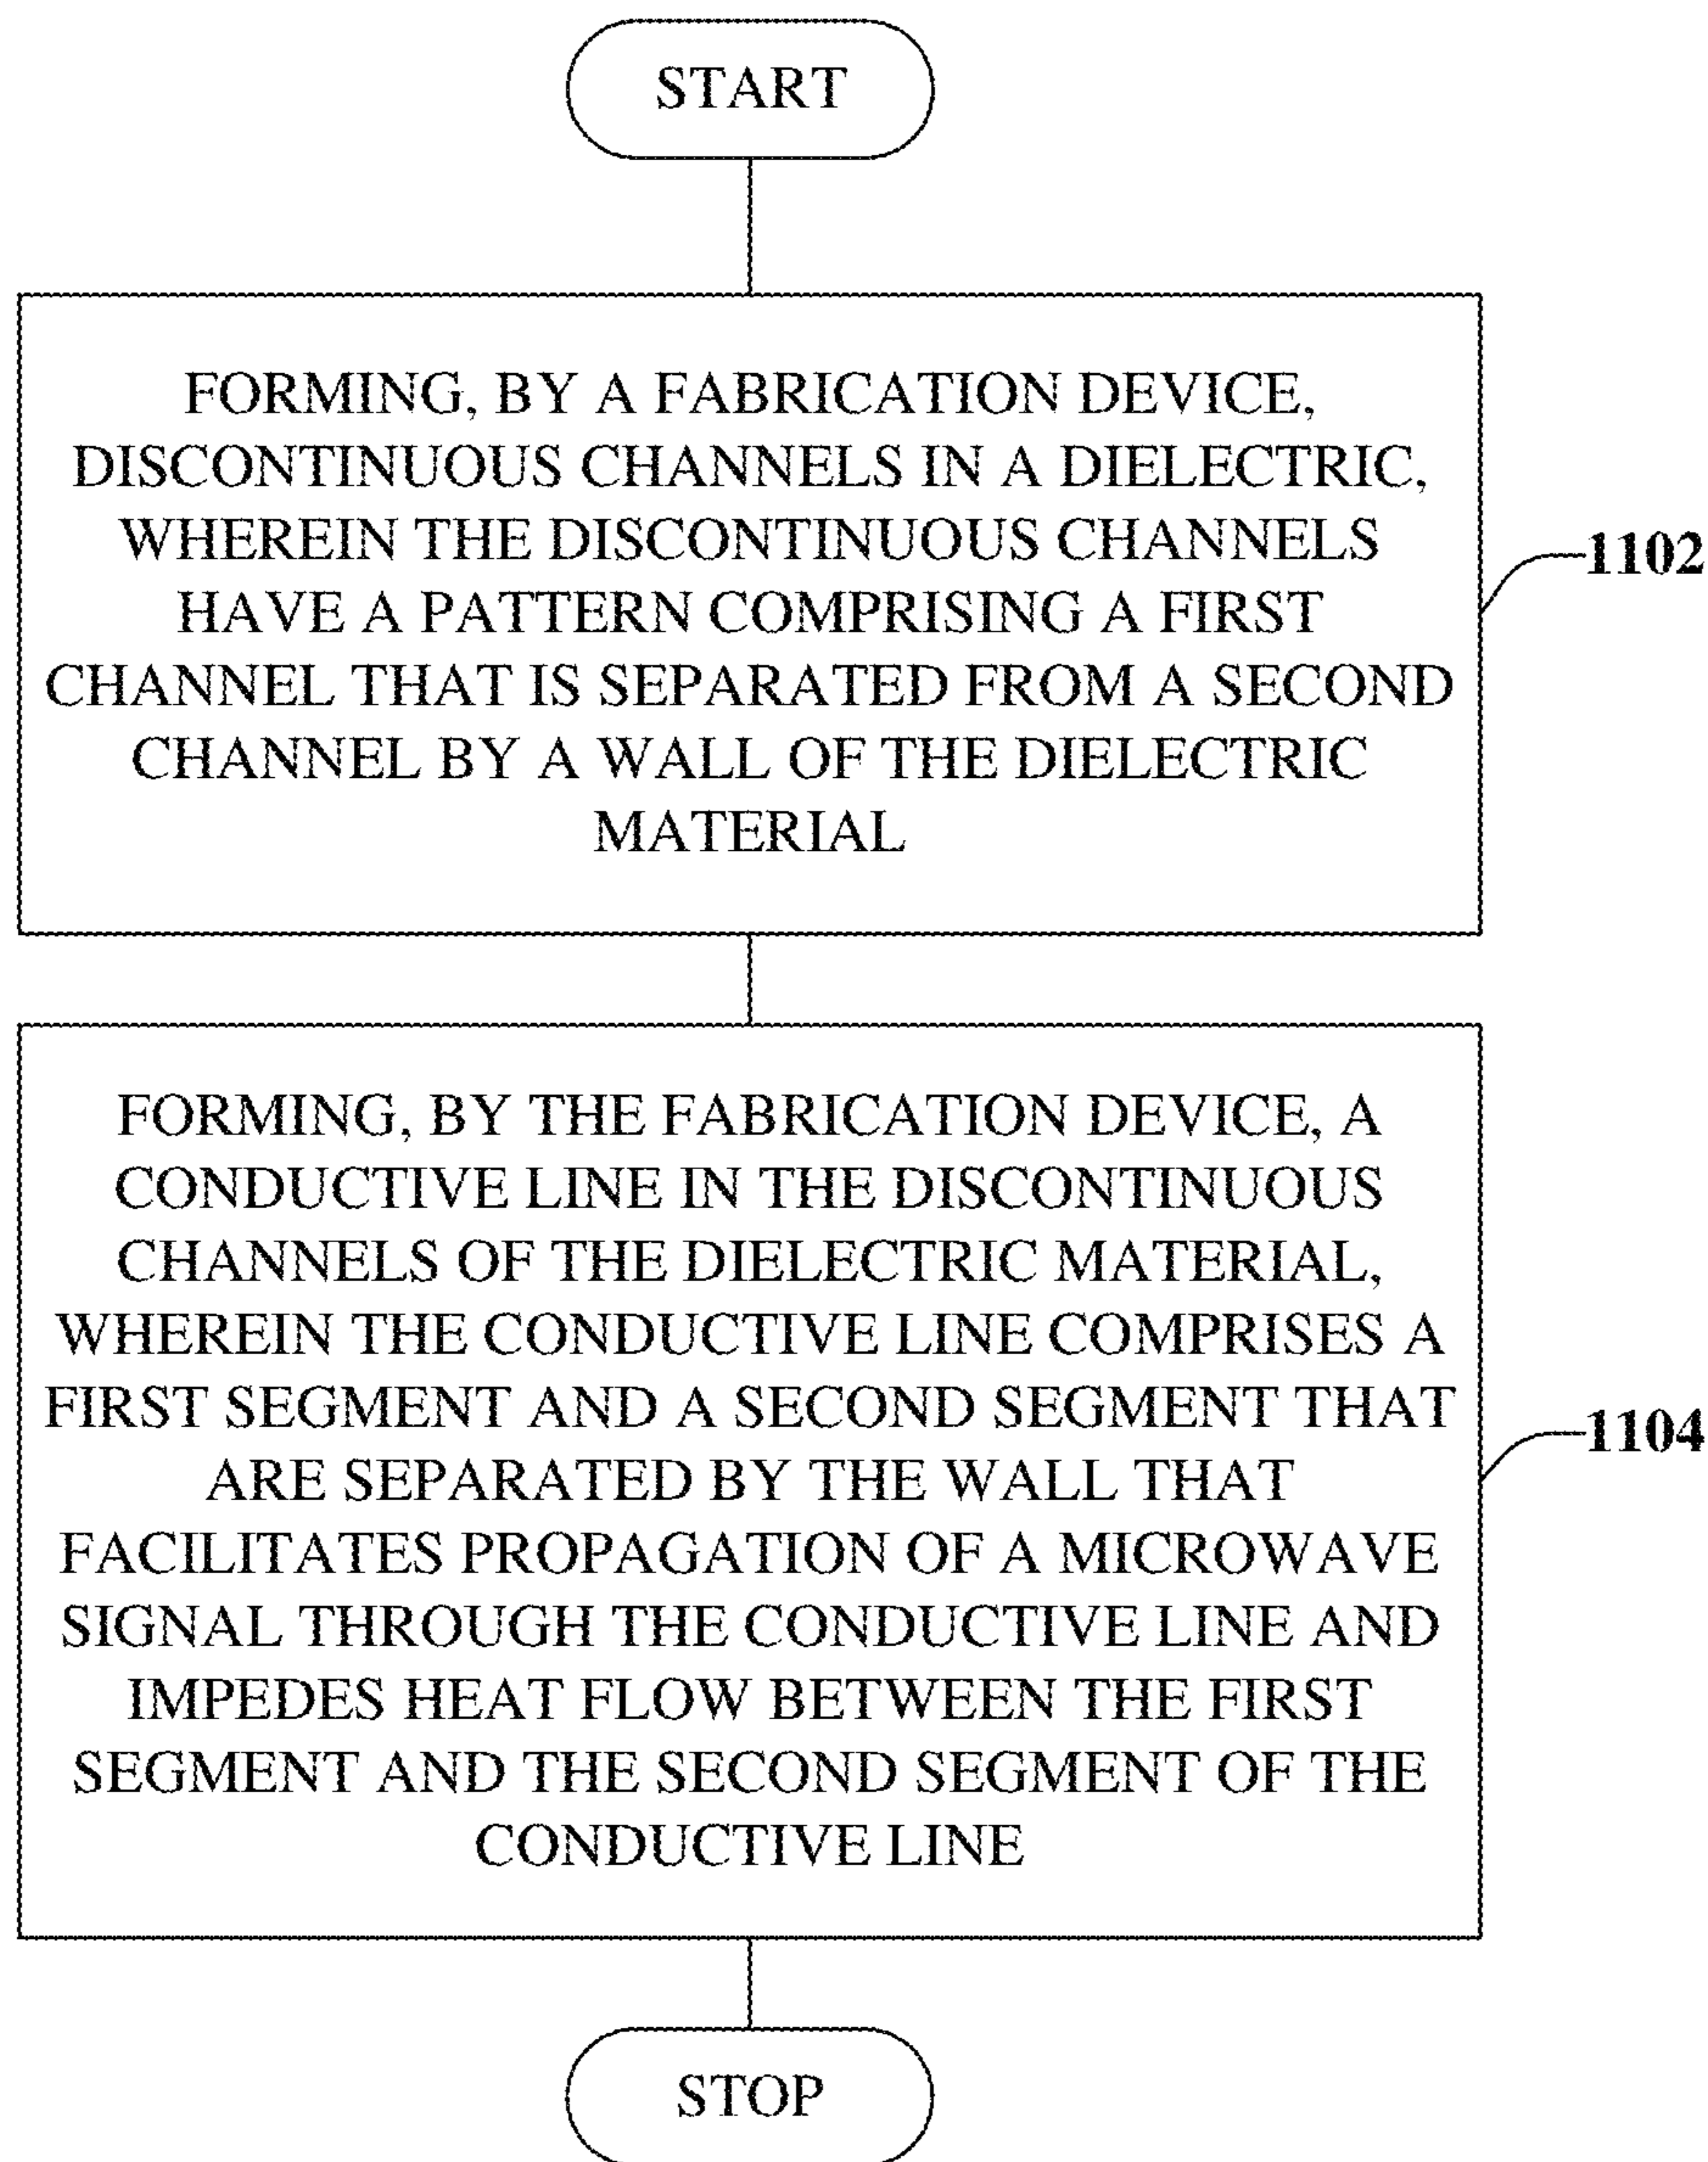 START
FORMING, BY A FABRICATION DEVICE,
DISCONTINUOUS CHANNELS IN A DIELECTRIC,
WHEREIN THE DISCONTINUOUS CHANNELS
HAVE A PATTERN COMPRISING A FIRST
CHANNEL THAT IS SEPARATED FROM A SECOND
CHANNEL BY A WALL OF THE DIELECTRIC
MATERIAL
1102
FORMING, BY THE FABRICATION DEVICE, A
CONDUCTIVE LINE IN THE DISCONTINUOUS
CHANNELS OF THE DIELECTRIC MATERIAL,
WHEREIN THE CONDUCTIVE LINE COMPRISES A
FIRST SEGMENT AND A SECOND SEGMENT THAT
ARE SEPARATED BY THE WALL THAT
FACILITATES PROPAGATION OF A MICROWAVE
SIGNAL THROUGH THE CONDUCTIVE LINE AND
IMPEDES HEAT FLOW BETWEEN THE FIRST
SEGMENT AND THE SECOND SEGMENT OF THE
CONDUCTIVE LINE
1104
STOP